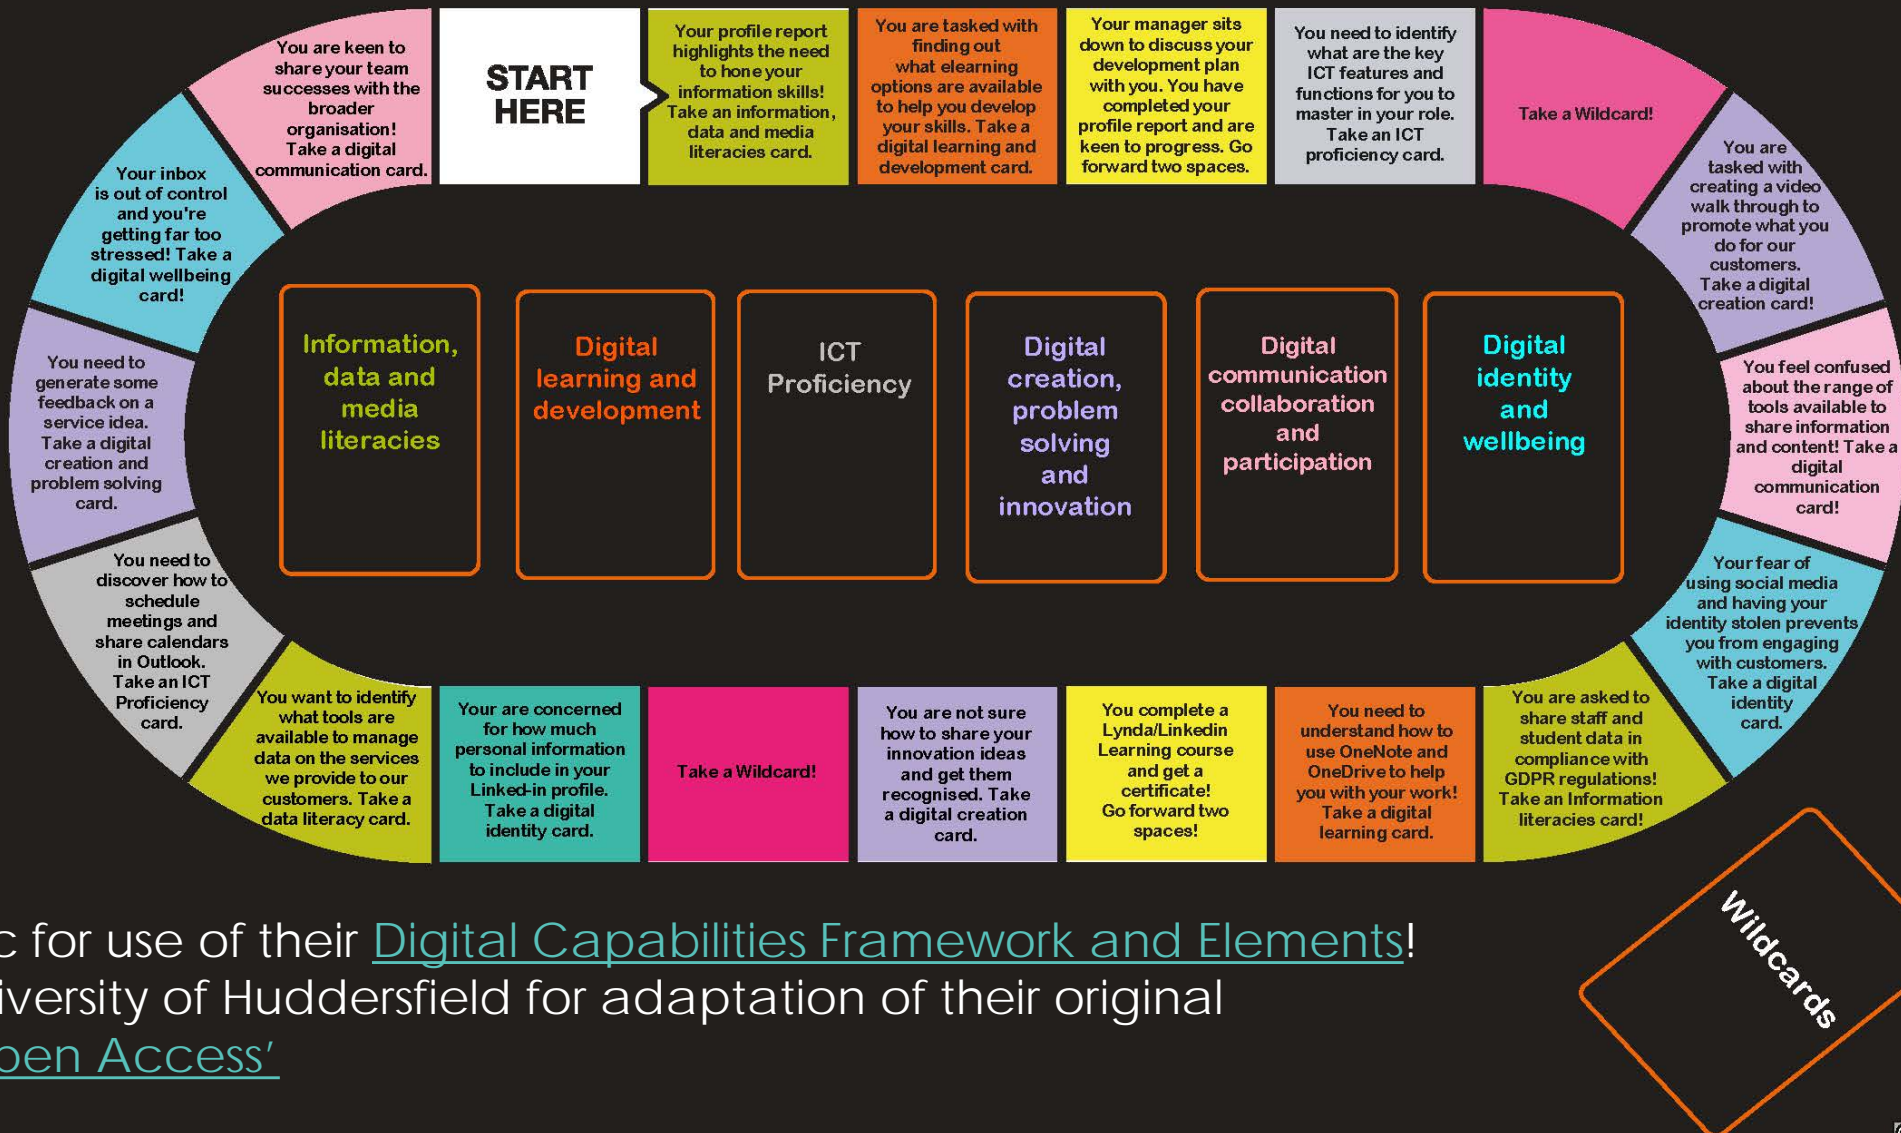 START
HERE
Your profile report
highlights the need
to hone your
information skills!
Take an information,
data and media
literacies card.
You are tasked with
finding out
what elearning
options are available
to help you develop
your skills. Take a
digital learning and
development card.
Your manager sits
down to discuss your
development plan
with you. You have
completed your
profile report and are
keen to progress. Go
forward two spaces.
You need to identify
what are the key
ICT features and
functions for you to
master in your role.
Take an ICT
proficiency card.
Take a Wildcard!
You are
tasked with
creating a video
walk through to
promote what you
do for our
customers.
Take a digital
creation card!
You feel confused
about the range of
tools available to
share information
and content! Take a
digital
communication
card!
Your fear of
using social media
and having your
identity stolen prevents
you from engaging
with customers.
Take a digital
identity
card.
You are asked to
share staff and
student data in
compliance with
GDPR regulations!
Take an Information
literacies card!
You need to
understand how to
use OneNote and
OneDrive to help
you with your work!
Take a digital
learning card.
You complete a
Lynda/Linkedin
Learning course
and get a
certificate!
Go forward two
spaces!
You are not sure
how to share your
innovation ideas
and get them
recognised. Take
a digital creation
card.
Take a Wildcard!
Your are concerned
for how much
personal information
to include in your
Linked-in profile.
Take a digital
identity card.
You want to identify
what tools are
available to manage
data on the services
we provide to our
customers. Take a
data literacy card.
You need to
discover how to
schedule
meetings and
share calendars
in Outlook.
Take an ICT
Proficiency
card.
You need to
generate some
feedback on a
service idea.
Take a digital
creation and
problem solving
card.
Your inbox
is out of control
and you're
getting far too
stressed! Take a
digital wellbeing
card!
You are keen to
share your team
successes with the
broader
organisation!
Take a digital
communication card.
Information,
data and
media
literacies
Digital
learning and
development
ICT
Proficiency
Digital
creation,
problem
solving
and
innovation
Digital
communication
collaboration
and
participation
Digital
identity
and
wellbeing
Wildcards
c for use of their Digital Capabilities Framework and Elements!
iversity of Huddersfield for adaptation of their original
pen Access'